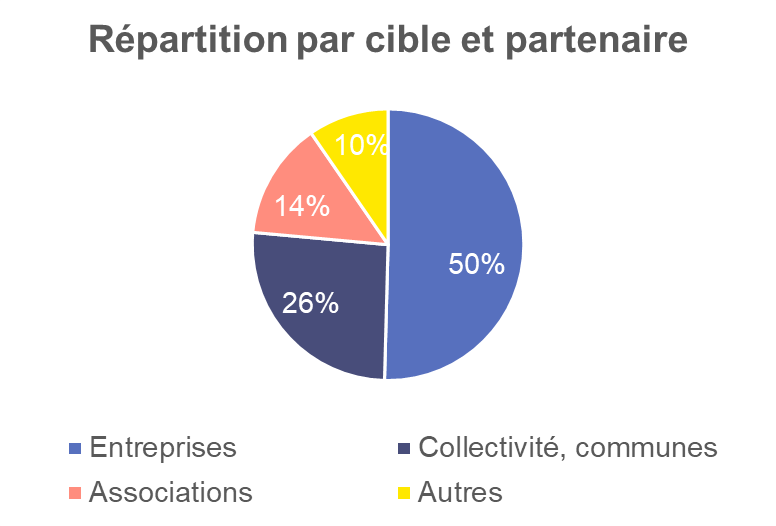 Répartition par cible et partenaire
10%
14%
50%
26%
Entreprises
Collectivité, communes
Associations
Autres